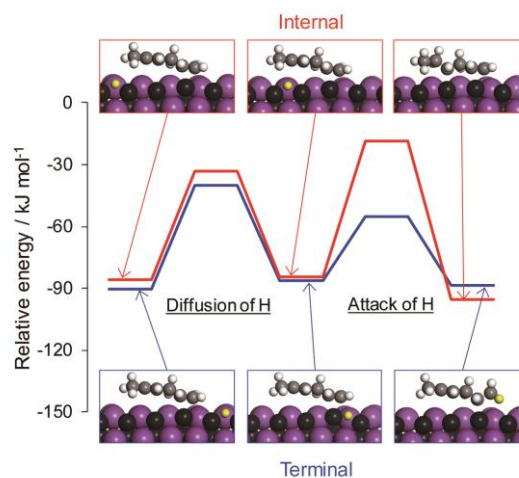 Internal
0
-30
-60
-90
-120
-150
Relative energy / kJ mol⁻¹
Diffusion of H
Attack of H
Terminal